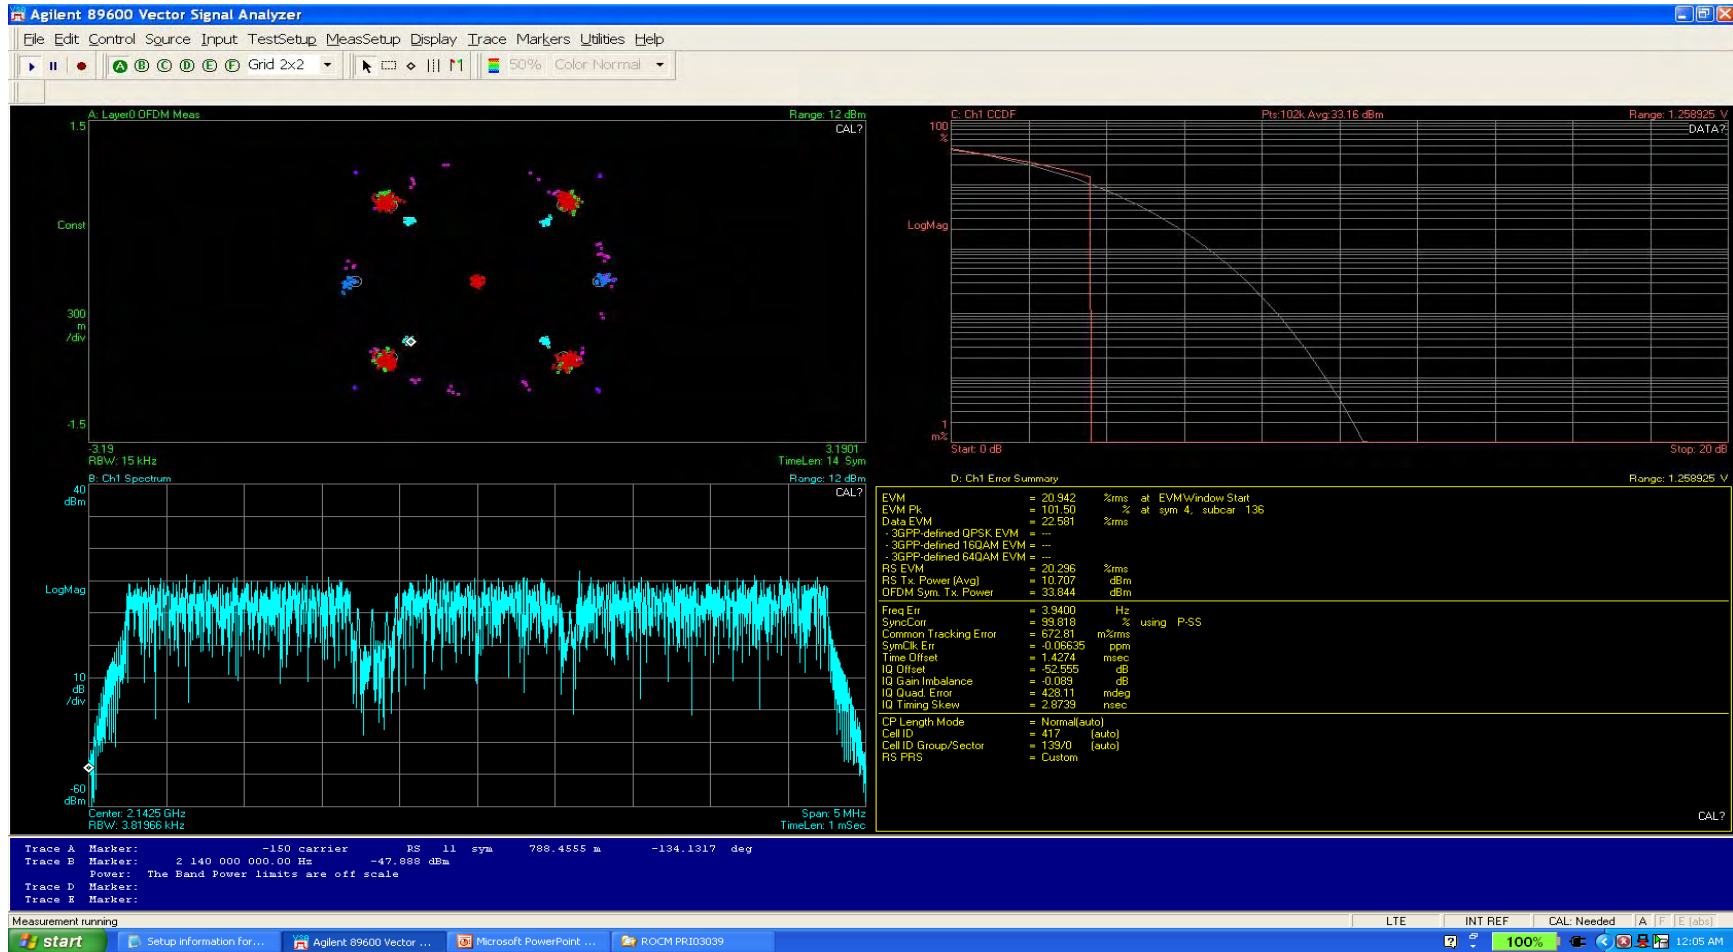 Agilent 89600 Vector Signal Analyzer
File Edit Control Source Input TestSetup MeasSetup Display Trace Markers Utilities Help
A B C D E F Grid 2x2 50% Color Normal
A: Layer0 OFDM Meas Range: 12 dBm
CAL?
1.5
Const
300
m
/div
-1.5
-3.19 3.1901
RBW: 15 kHz TimeLen: 14 Sym
C: Ch1 CCDF Pts:102k Avg:33.16 dBm Range: 1.258925 V
DATA?
100
%
LogMag
1
m%
Start: 0 dB Stop: 20 dB
B: Ch1 Spectrum Range: 12 dBm
CAL?
40
dBm
LogMag
10
dB
/div
-60
dBm
Center: 2.1425 GHz Span: 5 MHz
RBW: 3.81966 kHz TimeLen: 1 mSec
D: Ch1 Error Summary Range: 1.258925 V
EVM = 20.942 %rms at EVMWindow Start
EVM Pk = 101.50 % at sym 4, subcar 136
Data EVM = 22.581 %rms
- 3GPP-defined QPSK EVM = ---
- 3GPP-defined 16QAM EVM = ---
- 3GPP-defined 64QAM EVM = ---
RS EVM = 20.296 %rms
RS Tx. Power (Avg) = 10.707 dBm
OFDM Sym. Tx. Power = 33.844 dBm
Freq Err = 3.9400 Hz
SyncCorr = 99.818 % using P-SS
Common Tracking Error = 672.81 m%rms
SymClk Err = -0.06635 ppm
Time Offset = 1.4274 msec
IQ Offset = -52.555 dB
IQ Gain Imbalance = -0.089 dB
IQ Quad. Error = 428.11 mdeg
IQ Timing Skew = 2.8739 nsec
CP Length Mode = Normal(auto)
Cell ID = 417 (auto)
Cell ID Group/Sector = 139/0 (auto)
RS PRS = Custom
CAL?
Trace A Marker: -150 carrier RS 11 sym 788.4555 m -134.1317 deg
Trace B Marker: 2 140 000 000.00 Hz -47.888 dBm
Power: The Band Power limits are off scale
Trace D Marker:
Trace E Marker:
Measurement running LTE INT REF CAL: Needed A F E (abs)
start Setup information for... Agilent 89600 Vector ... Microsoft PowerPoint ... ROCM PRI03039 100% 12:05 AM